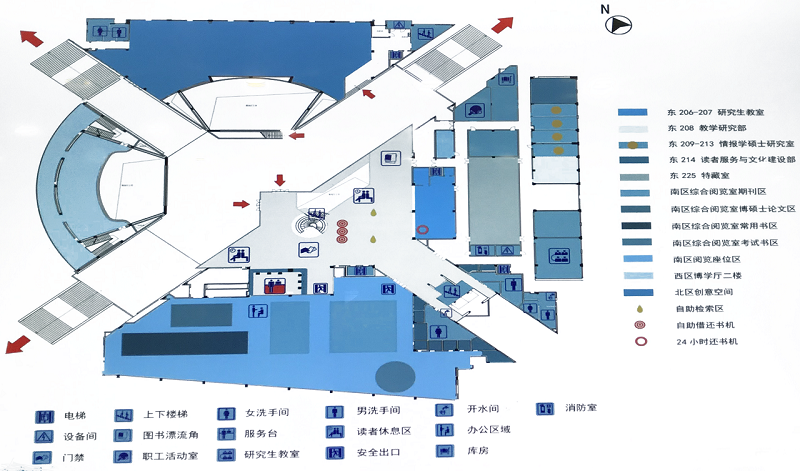 N
东 206-207 研究生教室
东 208 教学研究部
东 209-213 情报学硕士研究室
东 214 读者服务与文化建设部
东 225 特藏室
南区综合阅览室期刊区
南区综合阅览室博硕士论文区
南区综合阅览室常用书区
南区综合阅览室考试书区
南区阅览座位区
西区博学厅二楼
北区创意空间
自助检索区
自助借还书机
24 小时还书机
电梯
上下楼梯
女洗手间
男洗手间
开水间
消防室
设备间
图书漂流角
服务台
读者休息区
办公区域
门禁
职工活动室
研究生教室
安全出口
库房